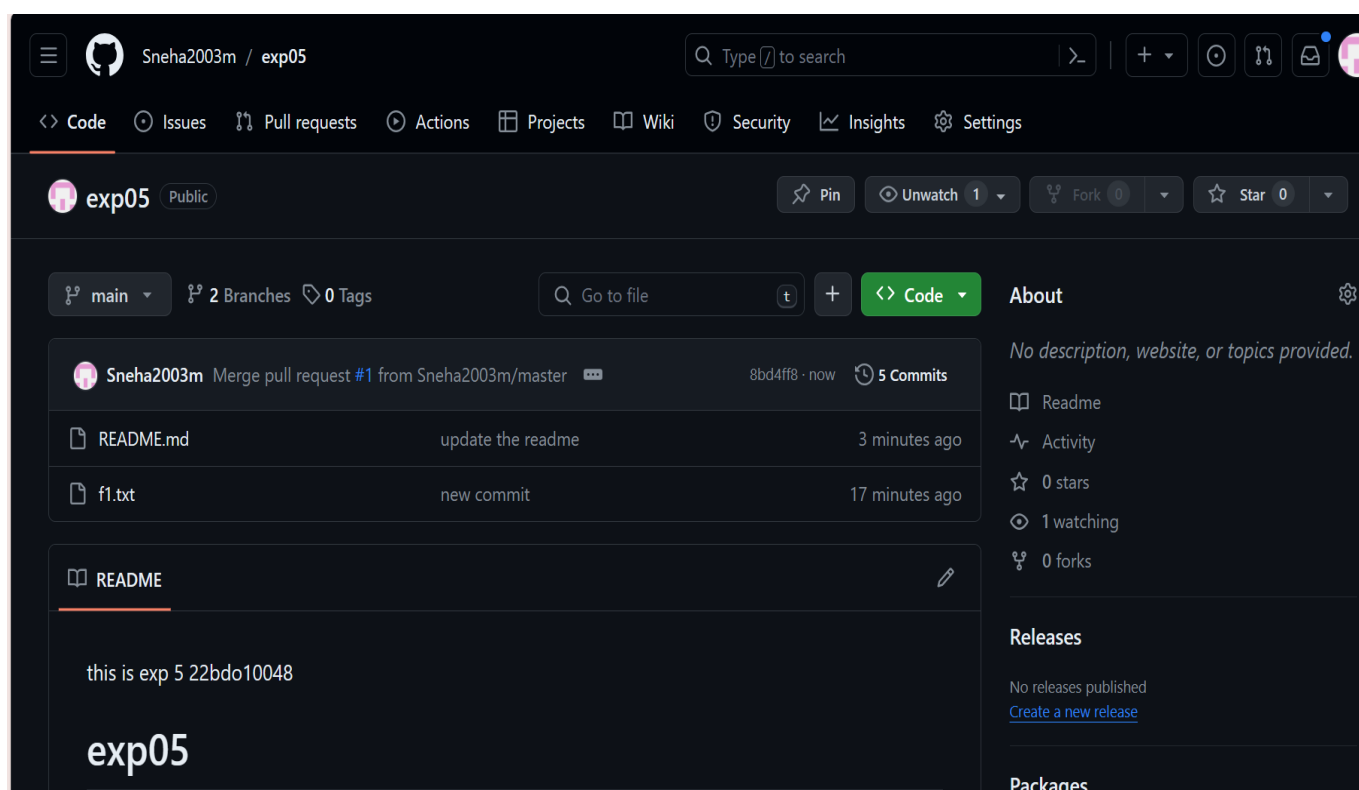 Sneha2003m / exp05
Type / to search
Code Issues Pull requests Actions Projects Wiki Security Insights Settings
exp05 Public
Pin Unwatch 1 Fork 0 Star 0
main 2 Branches 0 Tags Go to file t + Code
Sneha2003m Merge pull request #1 from Sneha2003m/master 8bd4ff8 · now 5 Commits
README.md update the readme 3 minutes ago
f1.txt new commit 17 minutes ago
README
this is exp 5 22bdo10048
exp05
About
No description, website, or topics provided.
Readme
Activity
0 stars
1 watching
0 forks
Releases
No releases published
Create a new release
Packages